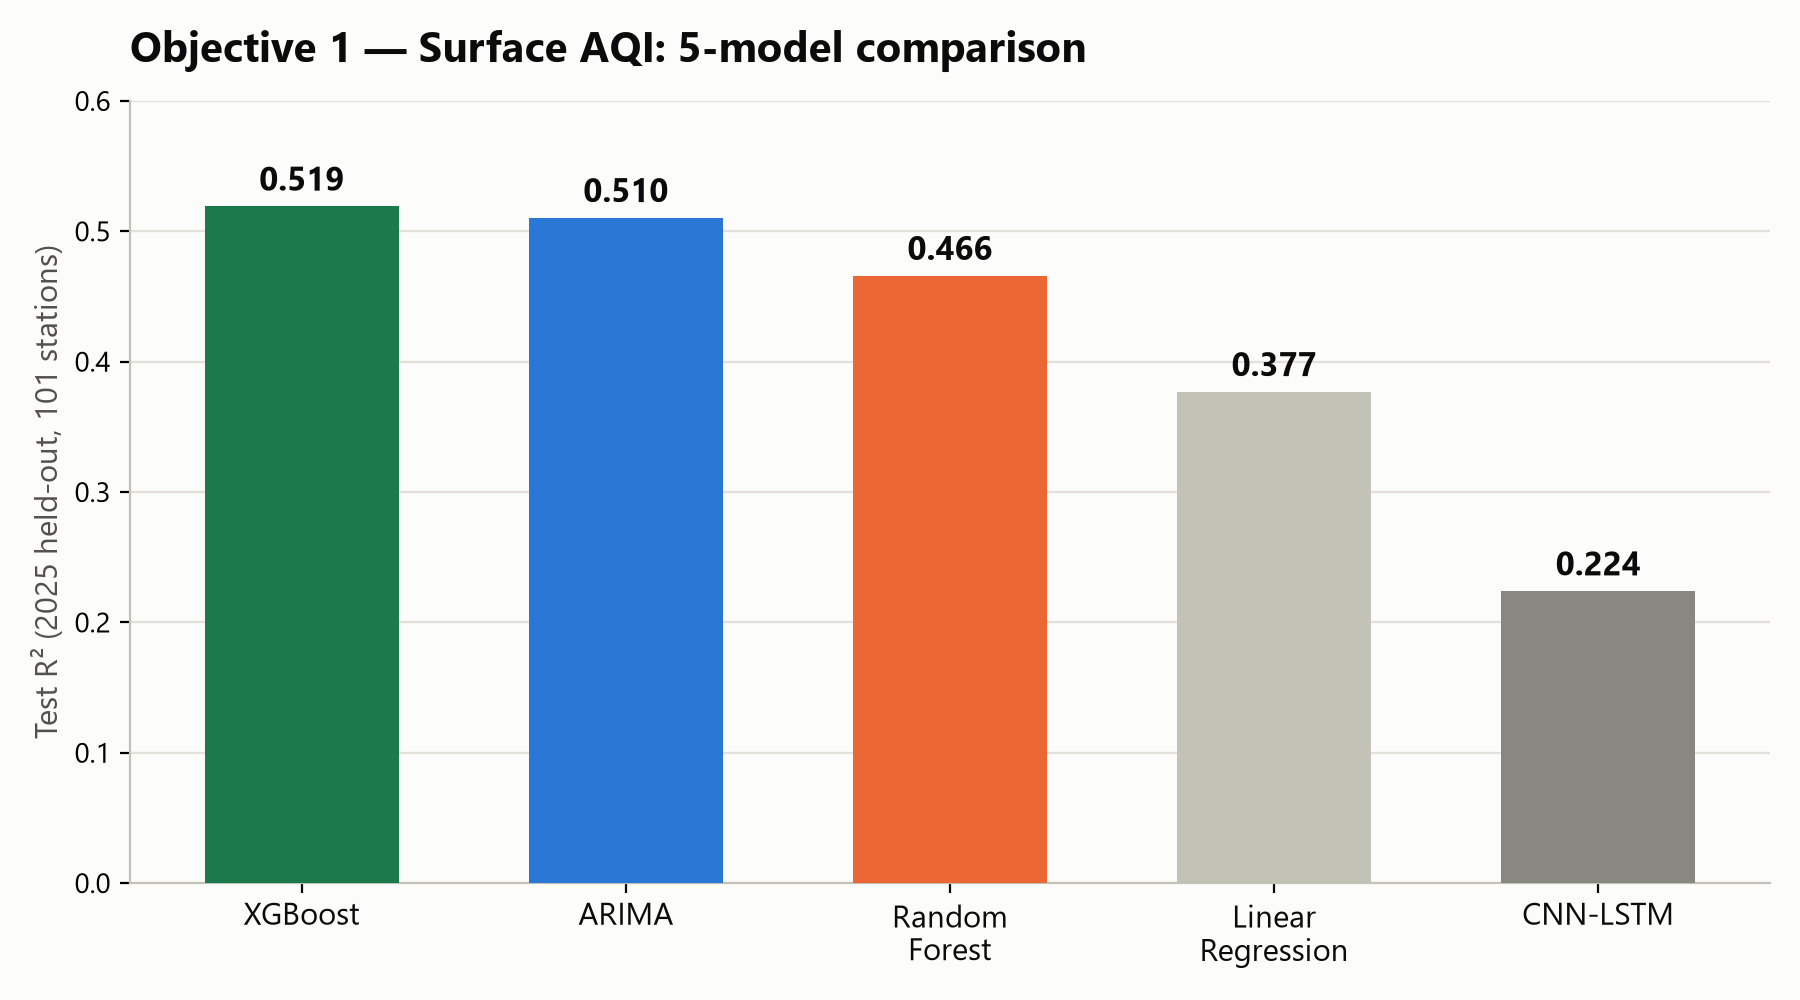 Objective 1 — Surface AQI: 5-model comparison
Test R² (2025 held-out, 101 stations)
0.6
0.5
0.4
0.3
0.2
0.1
0.0
0.519
0.510
0.466
0.377
0.224
XGBoost
ARIMA
Random
Forest
Linear
Regression
CNN-LSTM